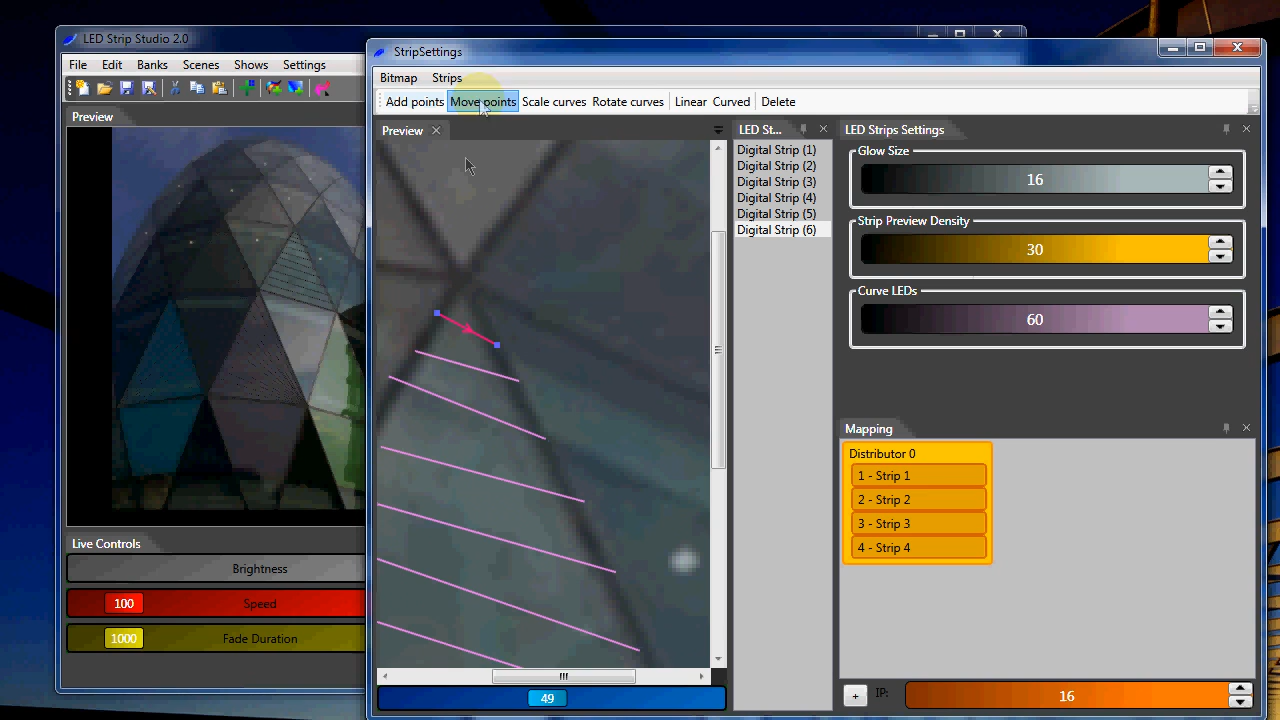 LED Strip Studio 2.0
File Edit Banks Scenes Shows Settings
Preview
Live Controls
Brightness
100 Speed
1000 Fade Duration
StripSettings
Bitmap Strips
Add points Move points Scale curves Rotate curves Linear Curved Delete
Preview
49
LED St...
Digital Strip (1)
Digital Strip (2)
Digital Strip (3)
Digital Strip (4)
Digital Strip (5)
Digital Strip (6)
LED Strips Settings
Glow Size
16
Strip Preview Density
30
Curve LEDs
60
Mapping
Distributor 0
1 - Strip 1
2 - Strip 2
3 - Strip 3
4 - Strip 4
+ IP: 16